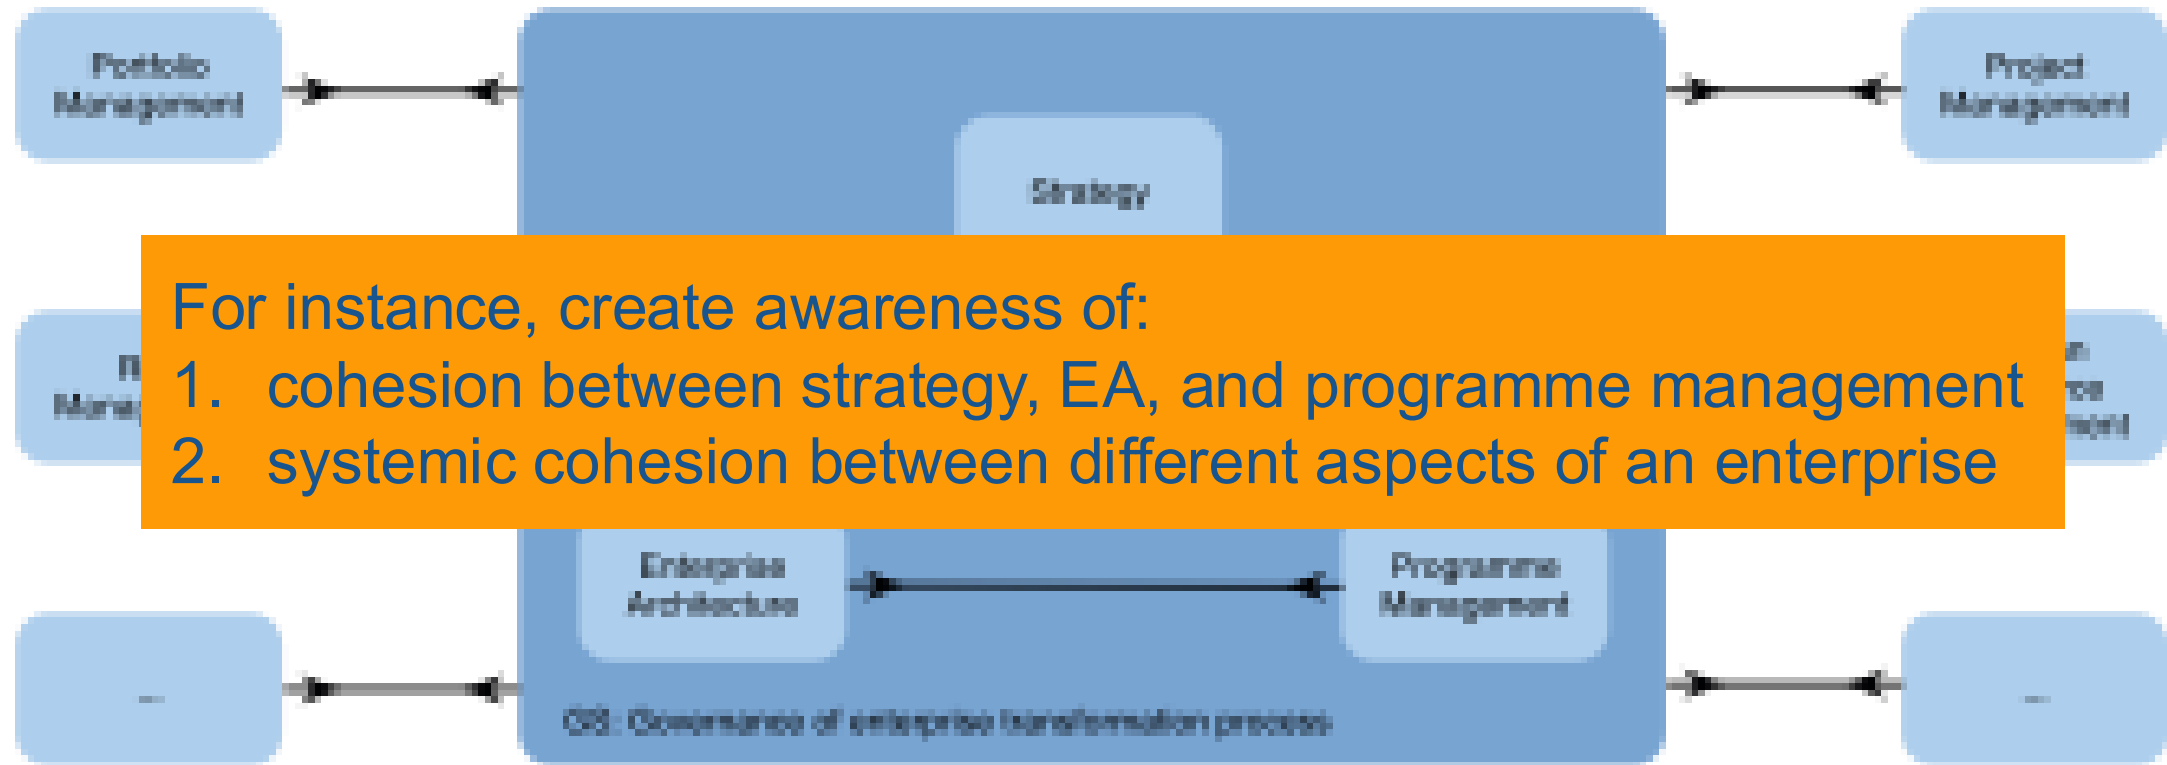 Portfolio
Management
Project
Management
Strategy
For instance, create awareness of:
1. cohesion between strategy, EA, and programme management
2. systemic cohesion between different aspects of an enterprise
Enterprise
Architecture
Programme
Management
...
...
: Governance of enterprise transformation process